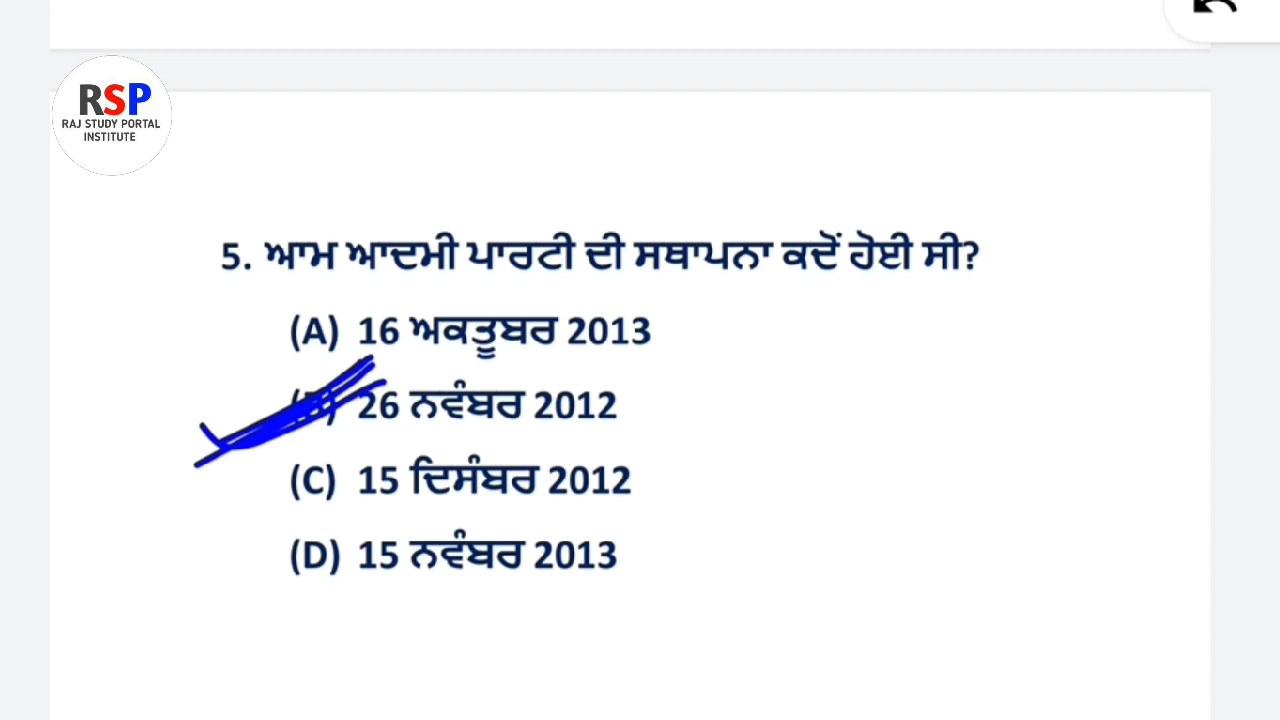 RSP
RAJ STUDY PORTAL
INSTITUTE
5. ਆਮ ਆਦਮੀ ਪਾਰਟੀ ਦੀ ਸਥਾਪਨਾ ਕਦੋਂ ਹੋਈ ਸੀ?
(A) 16 ਅਕਤੂਬਰ 2013
(B) 26 ਨਵੰਬਰ 2012
(C) 15 ਦਿਸੰਬਰ 2012
(D) 15 ਨਵੰਬਰ 2013